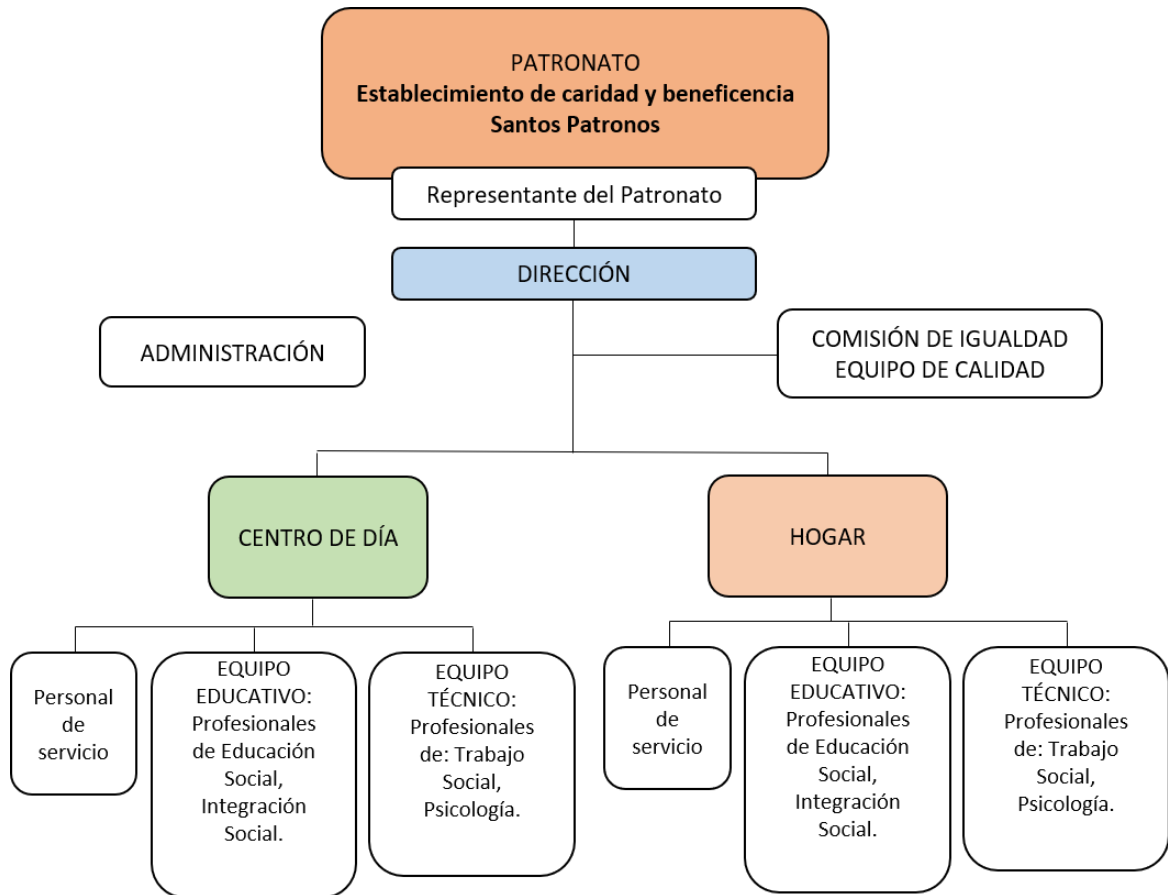 PATRONATO
Establecimiento de caridad y beneficencia
Santos Patronos
Representante del Patronato
DIRECCIÓN
ADMINISTRACIÓN
COMISIÓN DE IGUALDAD
EQUIPO DE CALIDAD
CENTRO DE DÍA
HOGAR
Personal
de
servicio
EQUIPO
EDUCATIVO:
Profesionales
de Educación
Social,
Integración
Social.
EQUIPO
TÉCNICO:
Profesionales
de: Trabajo
Social,
Psicología.
Personal
de
servicio
EQUIPO
EDUCATIVO:
Profesionales
de Educación
Social,
Integración
Social.
EQUIPO
TÉCNICO:
Profesionales
de: Trabajo
Social,
Psicología.